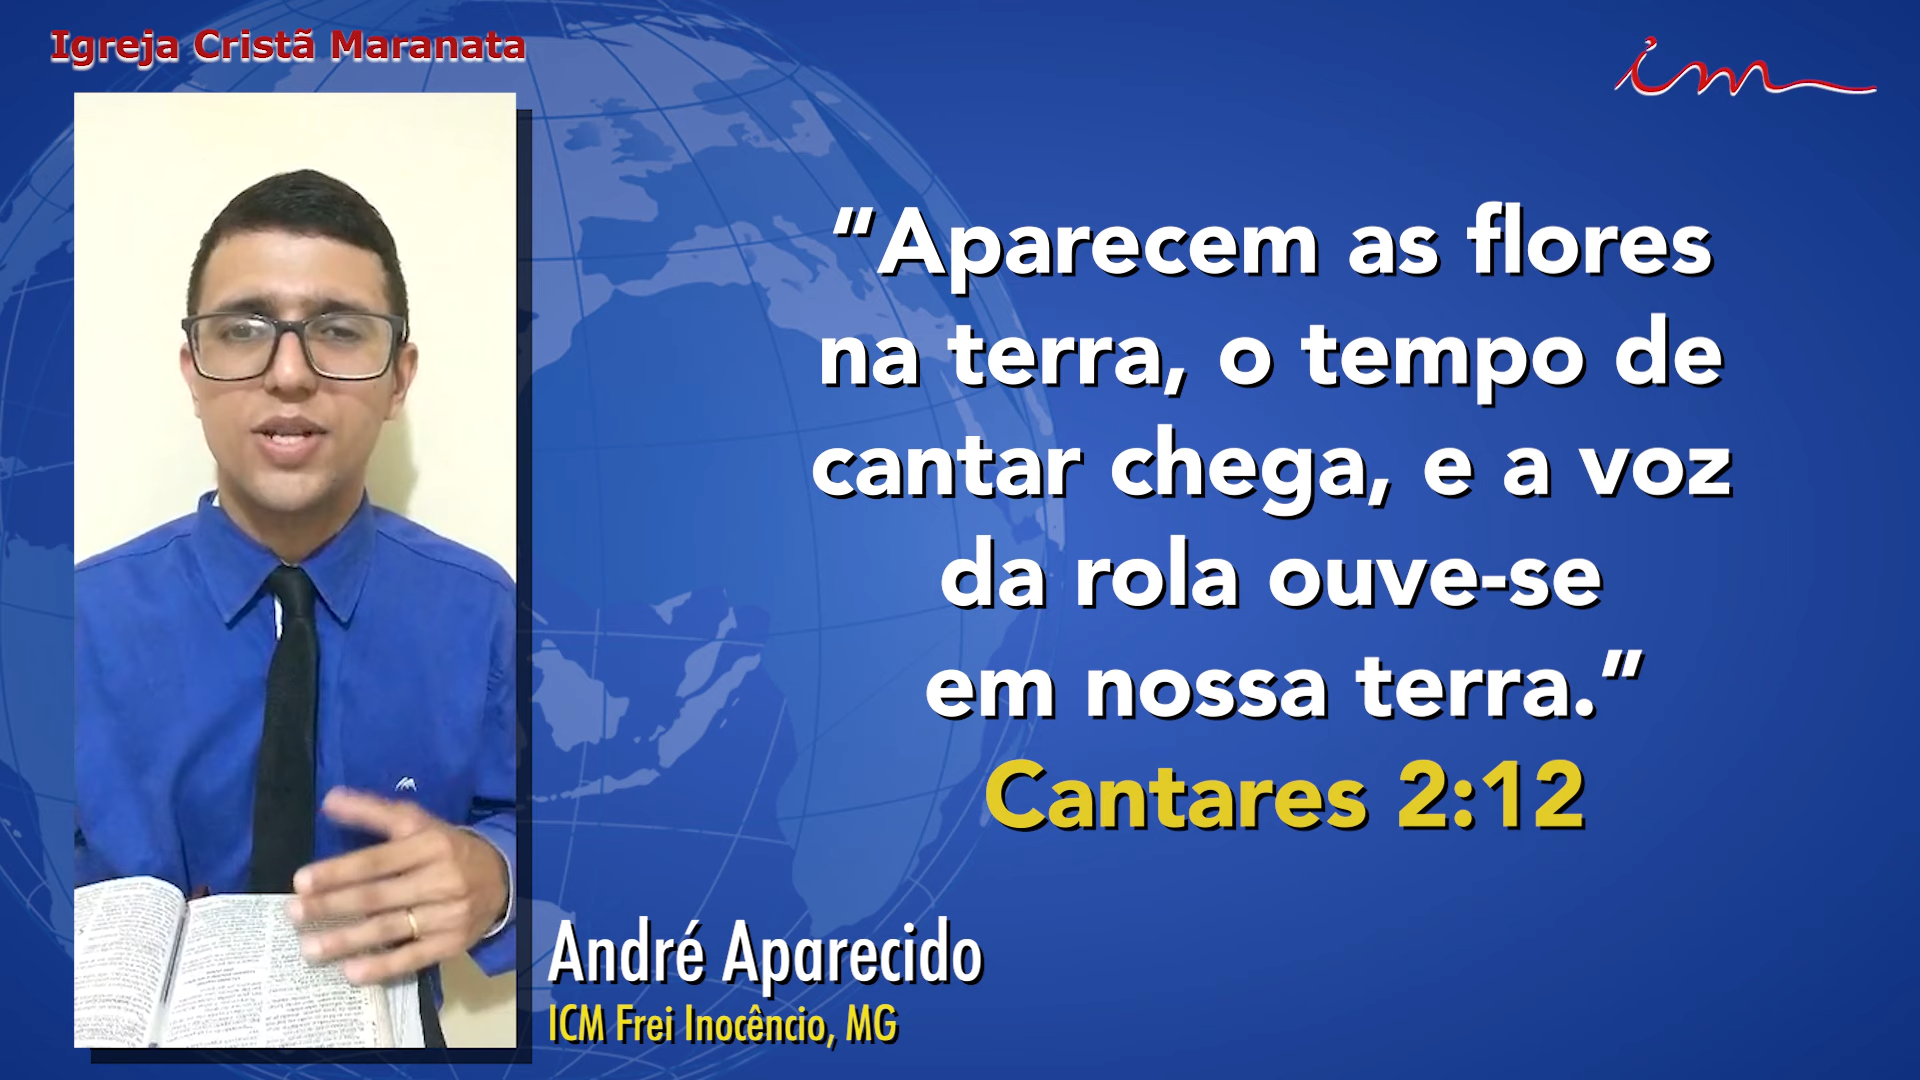 Igreja Cristã Maranata
im
“Aparecem as flores
na terra, o tempo de
cantar chega, e a voz
da rola ouve-se
em nossa terra.”
Cantares 2:12
André Aparecido
ICM Frei Inocêncio, MG